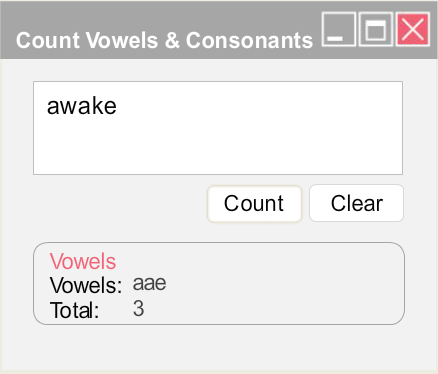 Count Vowels & Consonants
awake
Count Clear
Vowels
Vowels: aae
Total: 3